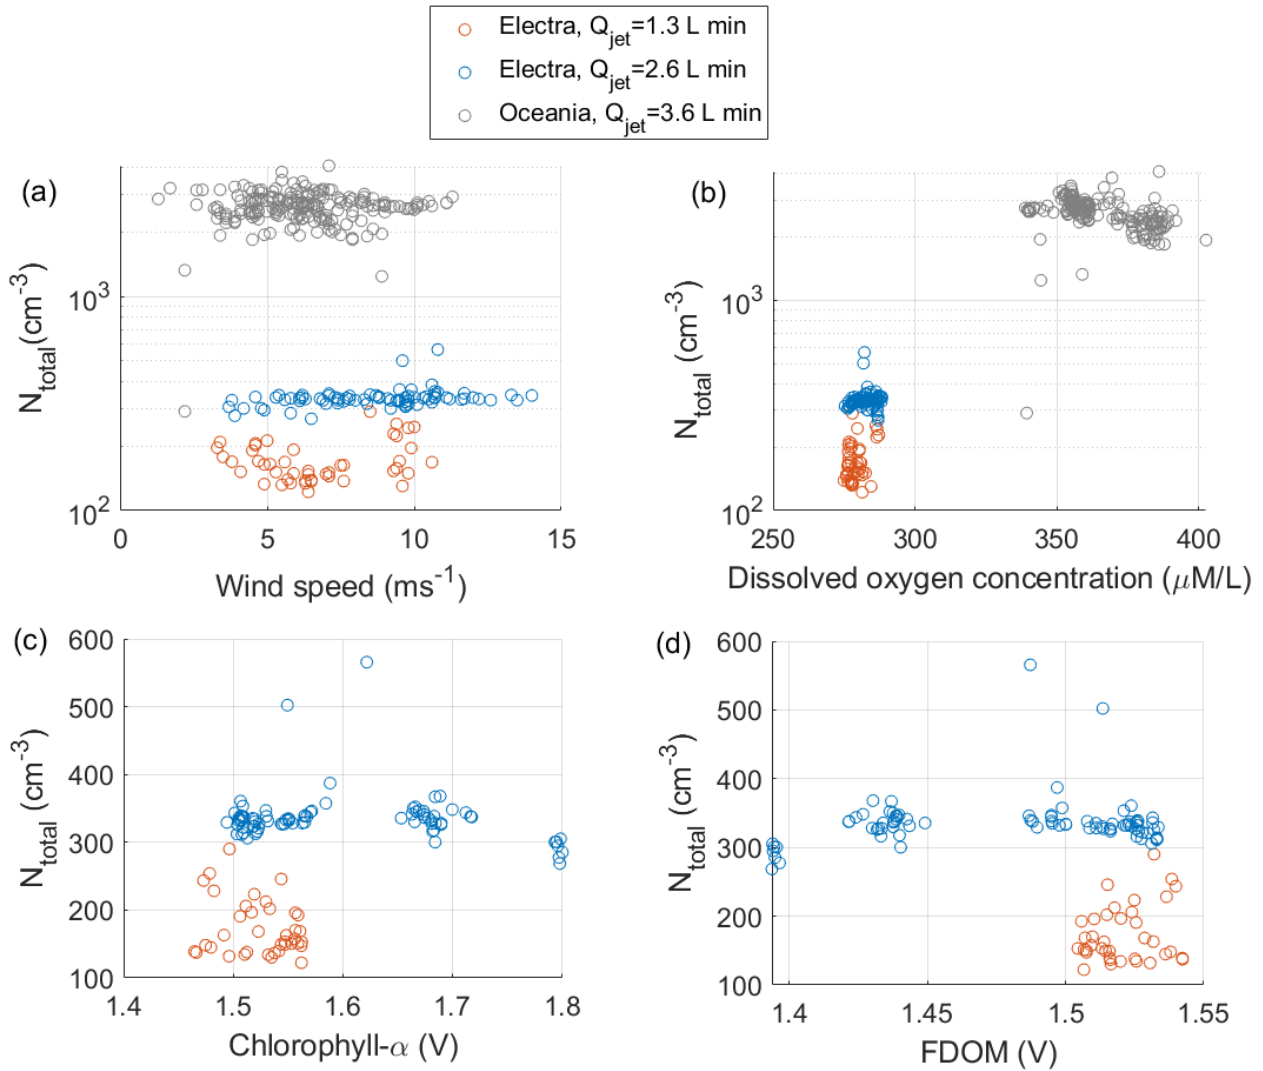 Electra, Qjet=1.3 L min
Electra, Qjet=2.6 L min
Oceania, Qjet=3.6 L min
(a)
Ntotal(cm-3)
103
102
0 5 10 15
Wind speed (ms-1)
(b)
Ntotal (cm-3)
103
102
250 300 350 400
Dissolved oxygen concentration (μM/L)
(c)
Ntotal (cm-3)
600
500
400
300
200
100
1.4 1.5 1.6 1.7 1.8
Chlorophyll-α (V)
(d)
Ntotal (cm-3)
600
500
400
300
200
100
1.4 1.45 1.5 1.55
FDOM (V)